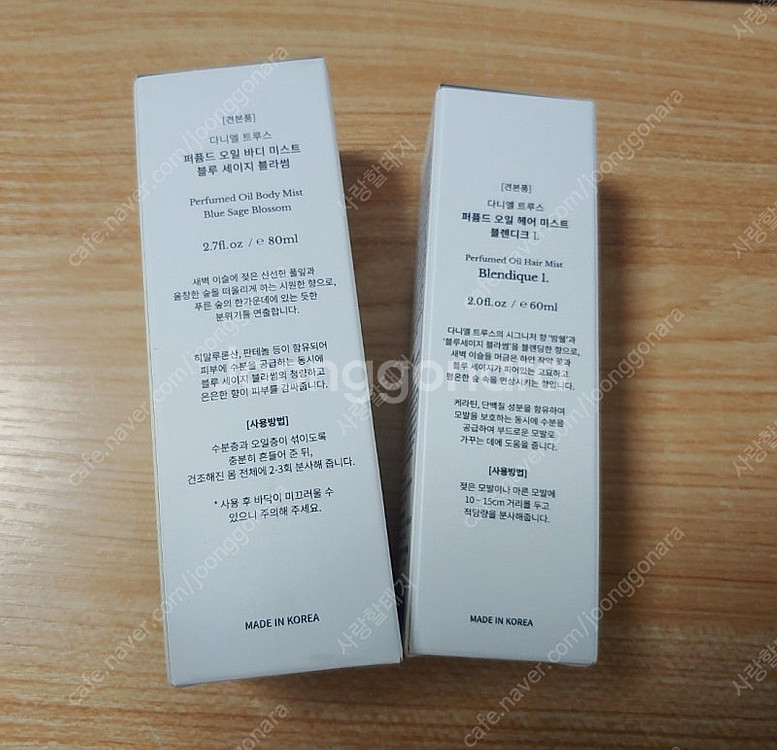 [견본품]
다니엘 트루스
퍼퓸드 오일 바디 미스트
블루 세이지 블라썸
Perfumed Oil Body Mist
Blue Sage Blossom
2.7fl.oz / ℮ 80ml
새벽 이슬에 젖은 신선한 풀잎과
울창한 숲을 떠올리게 하는 시원한 향으로,
푸른 숲의 한가운데에 있는 듯한
분위기를 연출합니다.
히알루론산, 판테놀 등이 함유되어
피부에 수분을 공급하는 동시에
블루 세이지 블라썸의 청량하고
은은한 향이 피부를 감싸줍니다.
[사용방법]
수분층과 오일층이 섞이도록
충분히 흔들어 준 뒤,
건조해진 몸 전체에 2-3회 분사해 줍니다.
* 사용 후 바닥이 미끄러울 수
있으니 주의해 주세요.
MADE IN KOREA
[견본품]
다니엘 트루스
퍼퓸드 오일 헤어 미스트
블렌디크 1.
Perfumed Oil Hair Mist
Blendique 1.
2.0fl.oz / ℮ 60ml
다니엘 트루스의 시그니처 향 '밤쉘'과
'블루세이지 블라썸'을 블렌딩한 향으로,
새벽 이슬을 머금은 하얀 작약 꽃과
블루 세이지가 피어있는 고요하고
평온한 숲 속을 연상시키는 향입니다.
케라틴, 단백질 성분을 함유하여
모발을 보호하는 동시에 수분을
공급하여 부드러운 모발로
가꾸는 데에 도움을 줍니다.
[사용방법]
젖은 모발이나 마른 모발에
10 ~ 15cm 거리를 두고
적당량을 분사해줍니다.
MADE IN KOREA
joonggonara
cafe.naver.com/joonggonara
사랑할테지